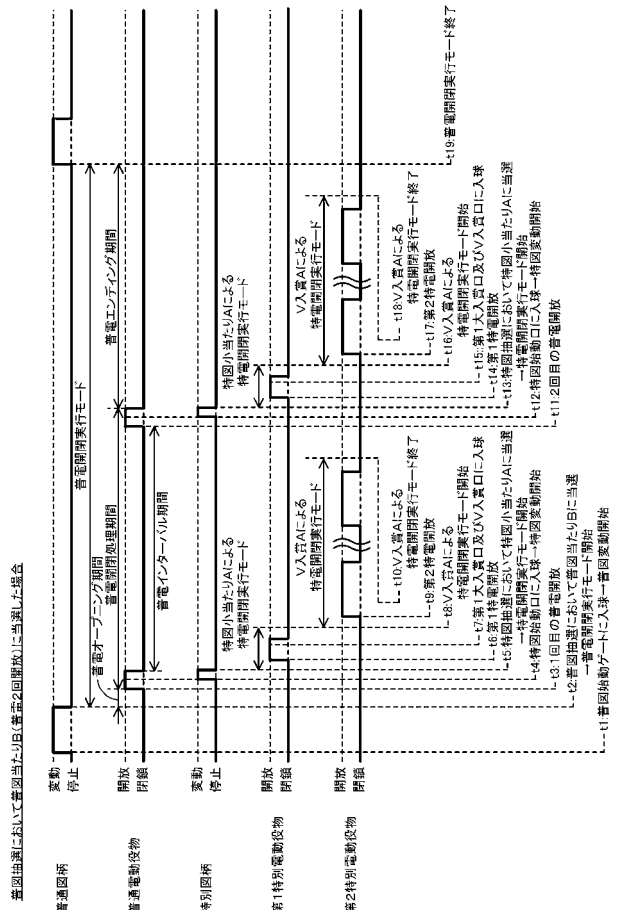 普図抽選において普図当たりB(普電2回開放)に当選した場合
普通図柄
変動
停止
普電開閉実行モード
普電オープニング期間
普電開閉処理期間
普電エンディング期間
普通電動役物
開放
閉鎖
普電インターバル期間
特別図柄
変動
停止
特図小当たりAによる
特電開閉実行モード
特図小当たりAによる
特電開閉実行モード
第1特別電動役物
開放
閉鎖
V入賞Aによる
特電開閉実行モード
V入賞Aによる
特電開閉実行モード
第2特別電動役物
開放
閉鎖
t1:普図始動ゲートに入球→普図変動開始
t2:普図抽選において普図当たりBに当選
→普電開閉実行モード開始
t3:1回目の普電開放
t4:特図始動口に入球→特図変動開始
t5:特図抽選において特図小当たりAに当選
→特電開閉実行モード開始
t6:第1特電開放
t7:第1大入賞口及びV入賞口に入球
t8:V入賞Aによる
特電開閉実行モード開始
t9:第2特電開放
t10:V入賞Aによる
特電開閉実行モード終了
t11:2回目の普電開放
t12:特図始動口に入球→特図変動開始
t13:特図抽選において特図小当たりAに当選
→特電開閉実行モード開始
t14:第1特電開放
t15:第1大入賞口及びV入賞口に入球
t16:V入賞Aによる
特電開閉実行モード開始
t17:第2特電開放
t18:V入賞Aによる
特電開閉実行モード終了
t19:普電開閉実行モード終了